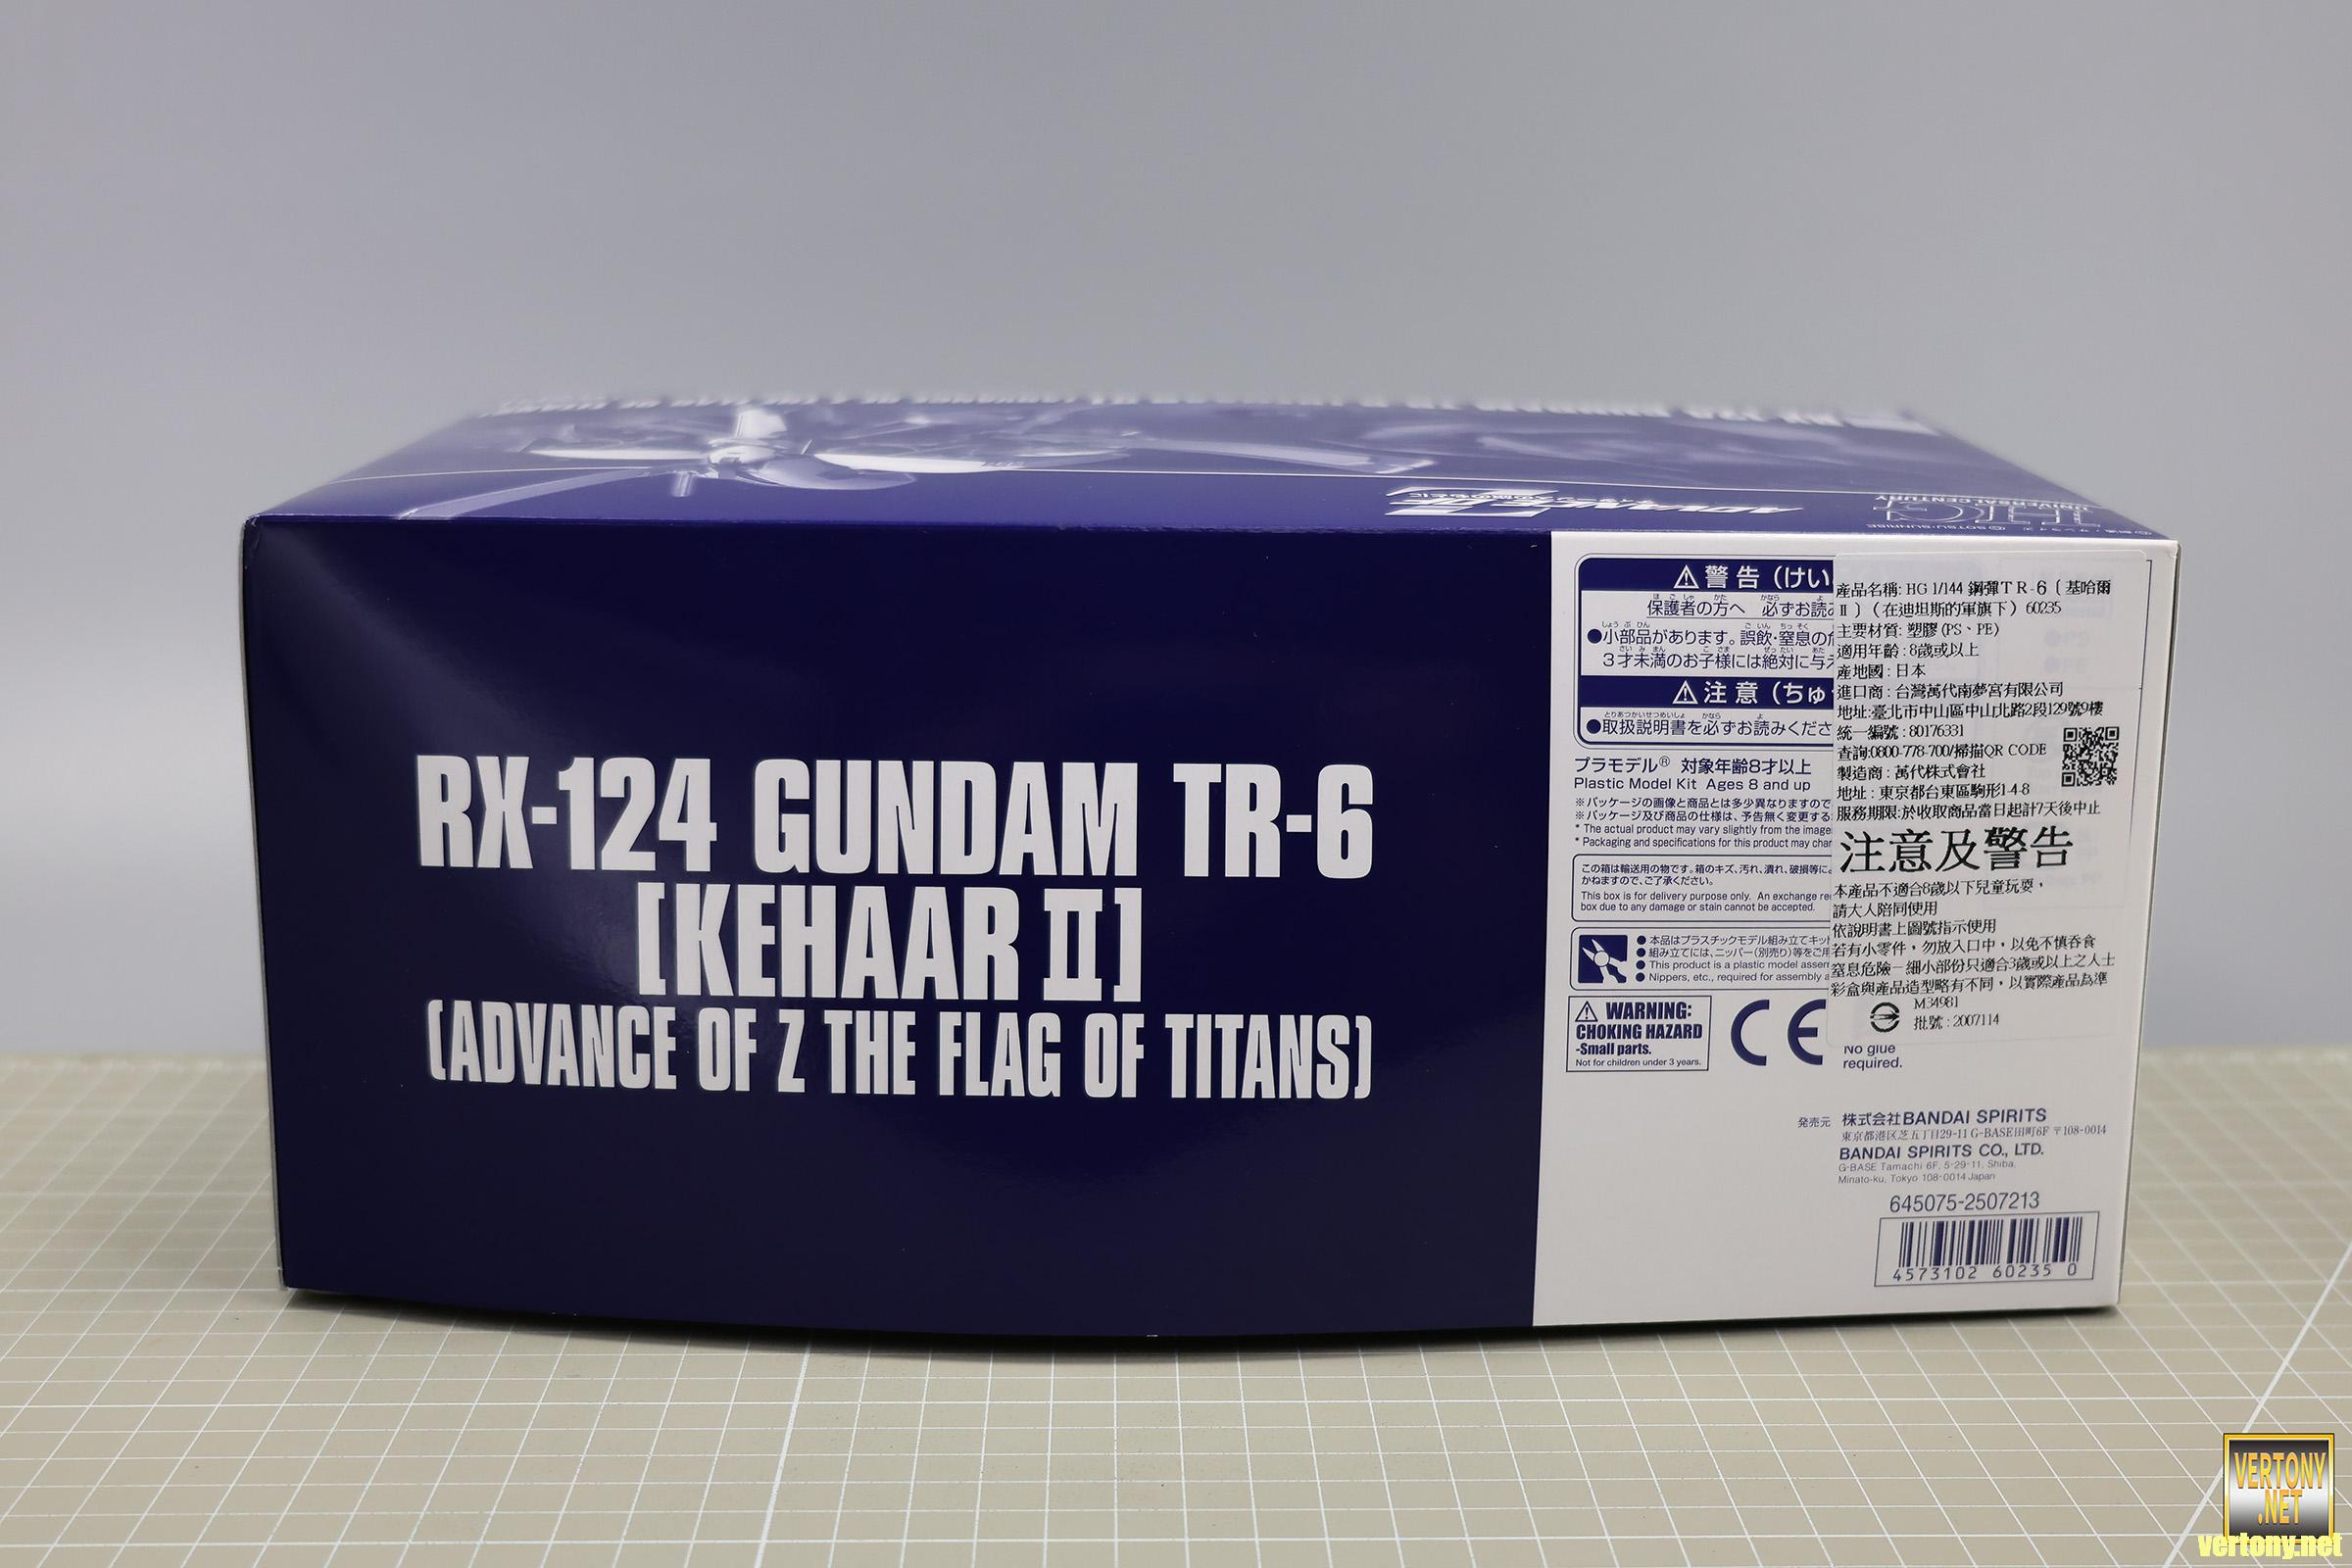 ADVANCE OF Z
HG
UNIVERSAL CENTURY
©SOTSU・SUNRISE
RX-124 GUNDAM TR-6
[KEHAAR II]
(ADVANCE OF Z THE FLAG OF TITANS)
⚠警告(けい
保護者の方へ 必ずお読
●小部品があります。誤飲・窒息の
3才未満のお子様には絶対に与
⚠注意(ちゅ
●取扱説明書を必ずお読みくださ
プラモデル® 対象年齢8才以上
Plastic Model Kit Ages 8 and up
※パッケージの画像と商品とは多少異なりますので
※パッケージ及び商品の仕様は、予告無く変更する
* The actual product may vary slightly from the image
* Packaging and specifications for this product may
この箱は輸送用の物です。箱のキズ、汚れ、潰れ、破損等に
かねますので、ご了承ください。
This box is for delivery purpose only. An exchange
box due to any damage or stain cannot be accepted.
●本品はプラスチックモデル組み立てキッ
●組み立てには、ニッパー(別売り)等をご
●This product is a plastic model
●Nippers, etc., required for assembly
⚠ WARNING:
CHOKING HAZARD
-Small parts.
Not for children under 3 years.
CE
產品名稱: HG 1/144 鋼彈TR-6〔基哈爾
II〕(在迪坦斯的軍旗下) 60235
主要材質: 塑膠(PS、PE)
適用年齡: 8歲或以上
產地國: 日本
進口商: 台灣萬代南夢宮有限公司
地址:臺北市中山區中山北路2段129號9樓
統一編號: 80176331
查詢:0800-778-700/掃描QR CODE
製造商: 萬代株式會社
地址: 東京都台東區駒形1-4-8
服務期限:於收取商品當日起計7天後中止
注意及警告
本產品不適合8歲以下兒童玩耍,
請大人陪同使用
依說明書上圖號指示使用
若有小零件,勿放入口中,以免不慎吞食
窒息危險－細小部份只適合3歲或以上之人士
彩盒與產品造型略有不同,以實際產品為準
M34981
批號: 2007114
No glue
required.
発売元 株式会社BANDAI SPIRITS
東京都港区芝五丁目29-11 G-BASE田町6F 〒108-0014
BANDAI SPIRITS CO., LTD.
G-BASE Tamachi 6F, 5-29-11, Shiba,
Minato-ku, Tokyo 108-0014 Japan
645075-2507213
4573102 60235 0
VERTONY
.NET
vertony.net